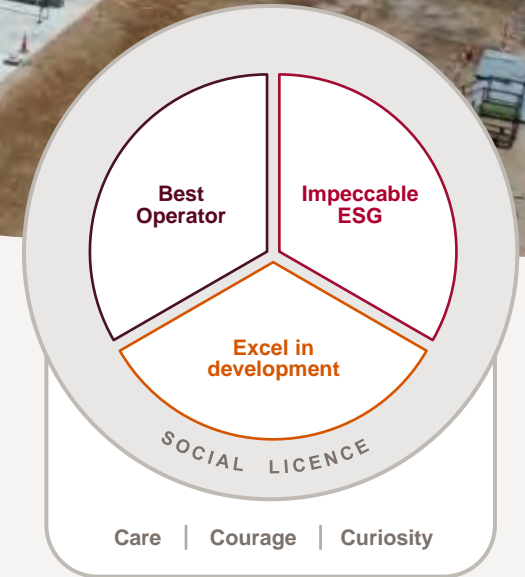 Best
Operator
Impeccable
ESG
Excel in
development
SOCIAL LICENCE
Care | Courage | Curiosity